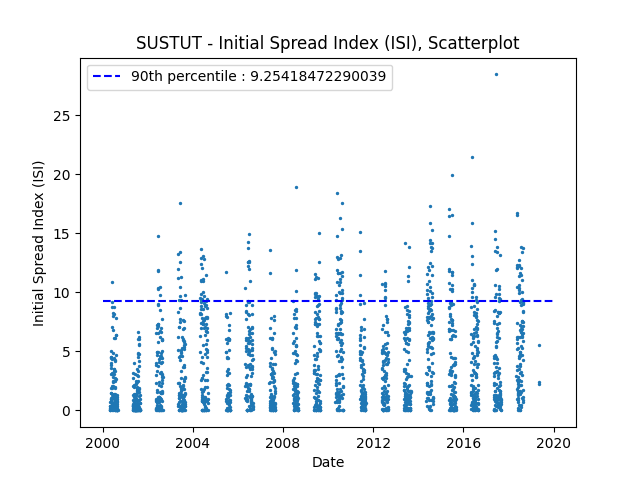 SUSTUT - Initial Spread Index (ISI), Scatterplot
90th percentile : 9.25418472290039
Initial Spread Index (ISI)
25
20
15
10
5
0
2000 2004 2008 2012 2016 2020
Date